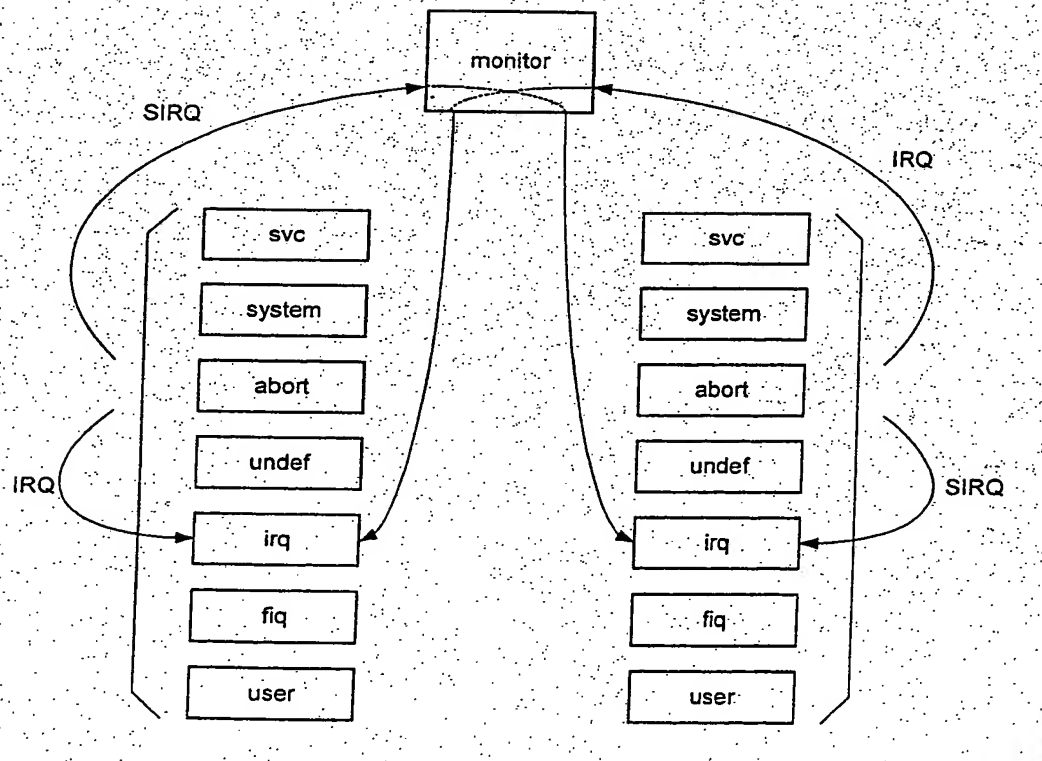 monitor
SIRQ
IRQ
svc
svc
system
system
abort
abort
undef
undef
IRQ
SIRQ
irq
irq
fiq
fiq
user
user